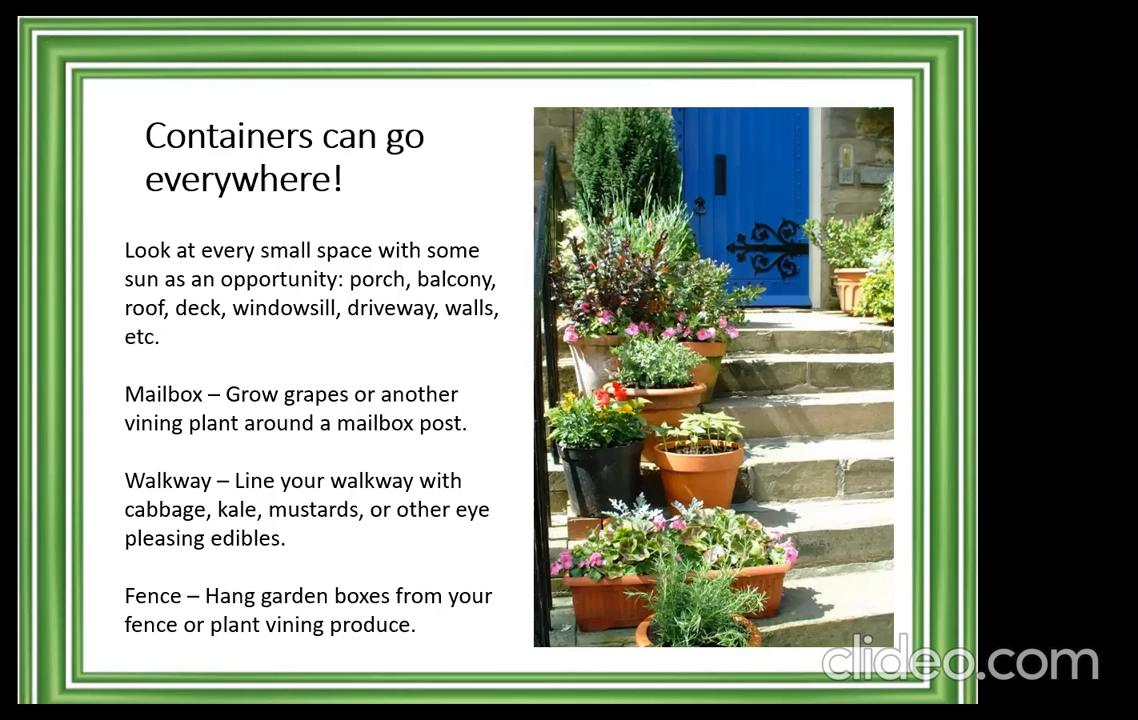 Containers can go
everywhere!
Look at every small space with some
sun as an opportunity: porch, balcony,
roof, deck, windowsill, driveway, walls,
etc.
Mailbox – Grow grapes or another
vining plant around a mailbox post.
Walkway – Line your walkway with
cabbage, kale, mustards, or other eye
pleasing edibles.
Fence – Hang garden boxes from your
fence or plant vining produce.
clideo.com